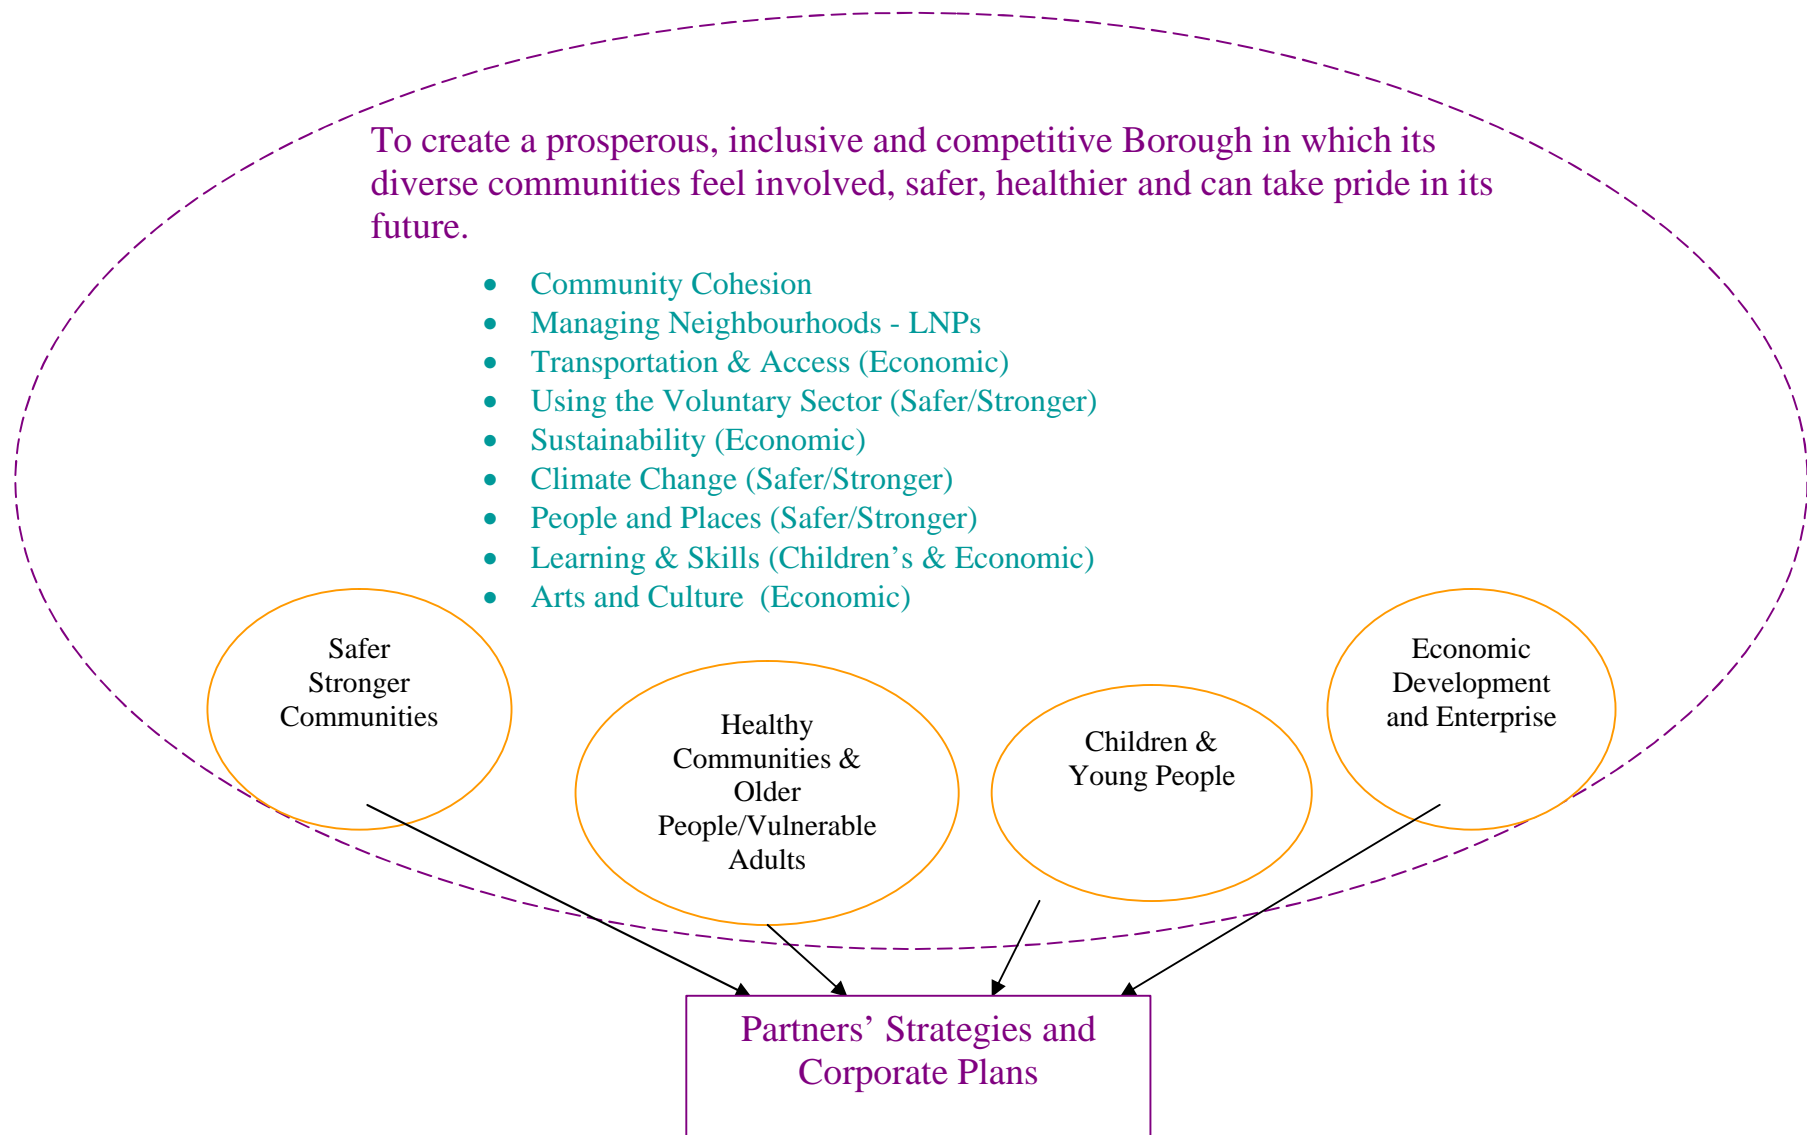 To create a prosperous, inclusive and competitive Borough in which its
diverse communities feel involved, safer, healthier and can take pride in its
future.
• Community Cohesion
• Managing Neighbourhoods - LNPs
• Transportation & Access (Economic)
• Using the Voluntary Sector (Safer/Stronger)
• Sustainability (Economic)
• Climate Change (Safer/Stronger)
• People and Places (Safer/Stronger)
• Learning & Skills (Children’s & Economic)
• Arts and Culture  (Economic)
Safer
Stronger
Communities
Healthy
Communities &
Older
People/Vulnerable
Adults
Children &
Young People
Economic
Development
and Enterprise
Partners’ Strategies and
Corporate Plans